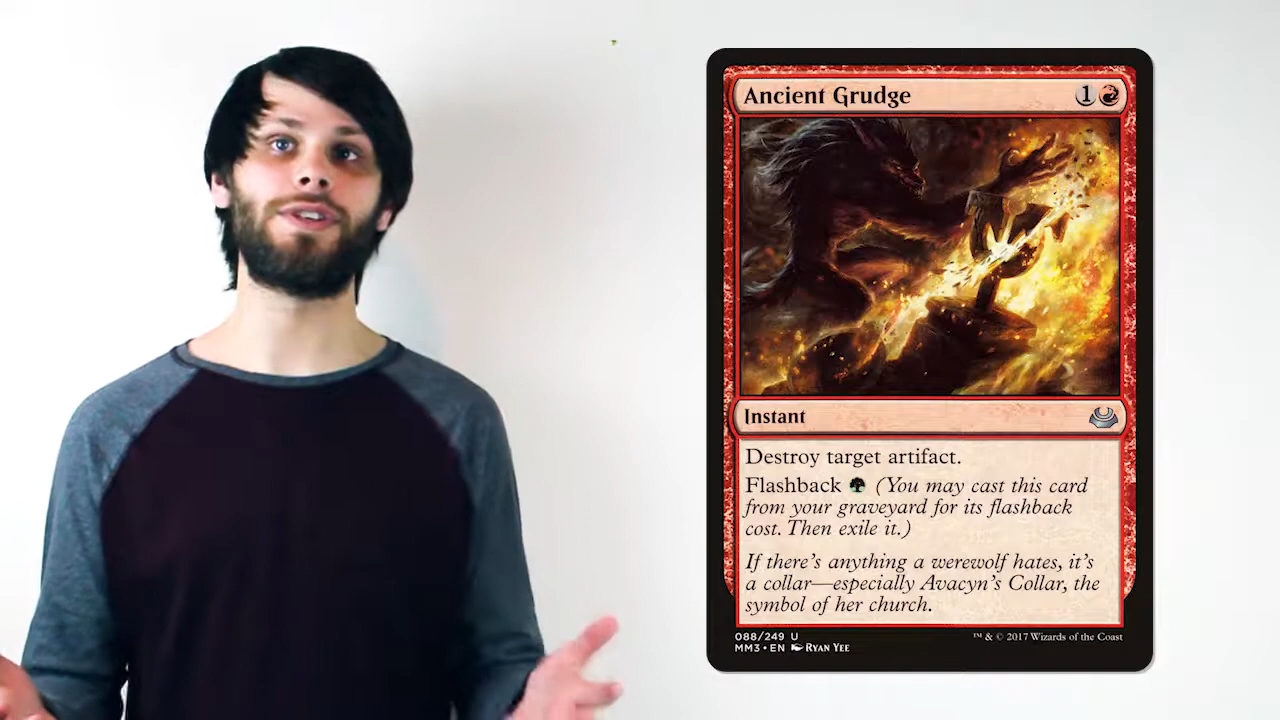 Ancient Grudge 1
Instant
Destroy target artifact.
Flashback (You may cast this card
from your graveyard for its flashback
cost. Then exile it.)
If there's anything a werewolf hates, it's
a collar—especially Avacyn's Collar, the
symbol of her church.
088/249 U
™ & © 2017 Wizards of the Coast
MM3 • EN Ryan Yee